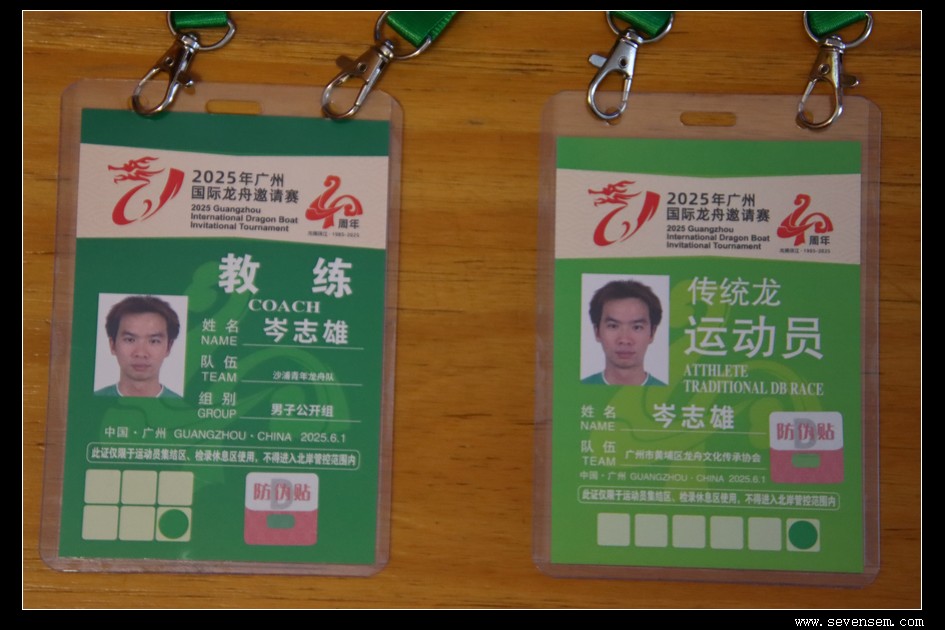 2025年广州
国际龙舟邀请赛
2025 Guangzhou
International Dragon Boat
Invitational Tournament
周年
教 练
COACH
姓 名 岑志雄
NAME
队 伍 沙浦青年龙舟队
TEAM
组 别 男子公开组
GROUP
中国·广州 GUANGZHOU·CHINA 2025.6.1
此证仅限于运动员集结区、检录休息区使用，不得进入北岸管控范围内
防伪贴
2025年广州
国际龙舟邀请赛
2025 Guangzhou
International Dragon Boat
Invitational Tournament
周年
传统龙
运动员
ATTHLETE
TRADITIONAL DB RACE
姓 名 岑志雄
NAME
队 伍 广州市黄埔区龙舟文化传承协会
TEAM
中国·广州 GUANGZHOU·CHINA 2025.6.1
此证仅限于运动员集结区、检录休息区使用，不得进入北岸管控范围内
防伪贴
www.sevensem.com